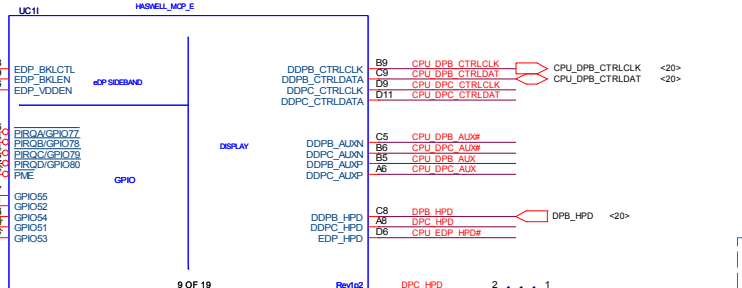 UC1I HASWELL_MCP_E
EDP_BKLCTL
EDP_BKLEN
EDP_VDDEN
eDP SIDEBAND
DDPB_CTRLCLK B9 CPU_DPB_CTRLCLK CPU_DPB_CTRLCLK <20>
DDPB_CTRLDATA C9 CPU_DPB_CTRLDAT CPU_DPB_CTRLDAT <20>
DDPC_CTRLCLK D9 CPU_DPC_CTRLCLK
DDPC_CTRLDATA D11 CPU_DPC_CTRLDAT
PIRQA/GPIO77
PIRQB/GPIO78
PIRQC/GPIO79
PIRQD/GPIO80
PME
GPIO
DISPLAY
DDPB_AUXN C5 CPU_DPB_AUX#
DDPC_AUXN B6 CPU_DPC_AUX#
DDPB_AUXP B5 CPU_DPB_AUX
DDPC_AUXP A6 CPU_DPC_AUX
GPIO55
GPIO52
GPIO54
GPIO51
GPIO53
DDPB_HPD C8 DPB_HPD DPB_HPD <20>
DDPC_HPD A8 DPC_HPD
EDP_HPD D6 CPU_EDP_HPD#
9 OF 19 Rev1p2 DPC_HPD 2 1